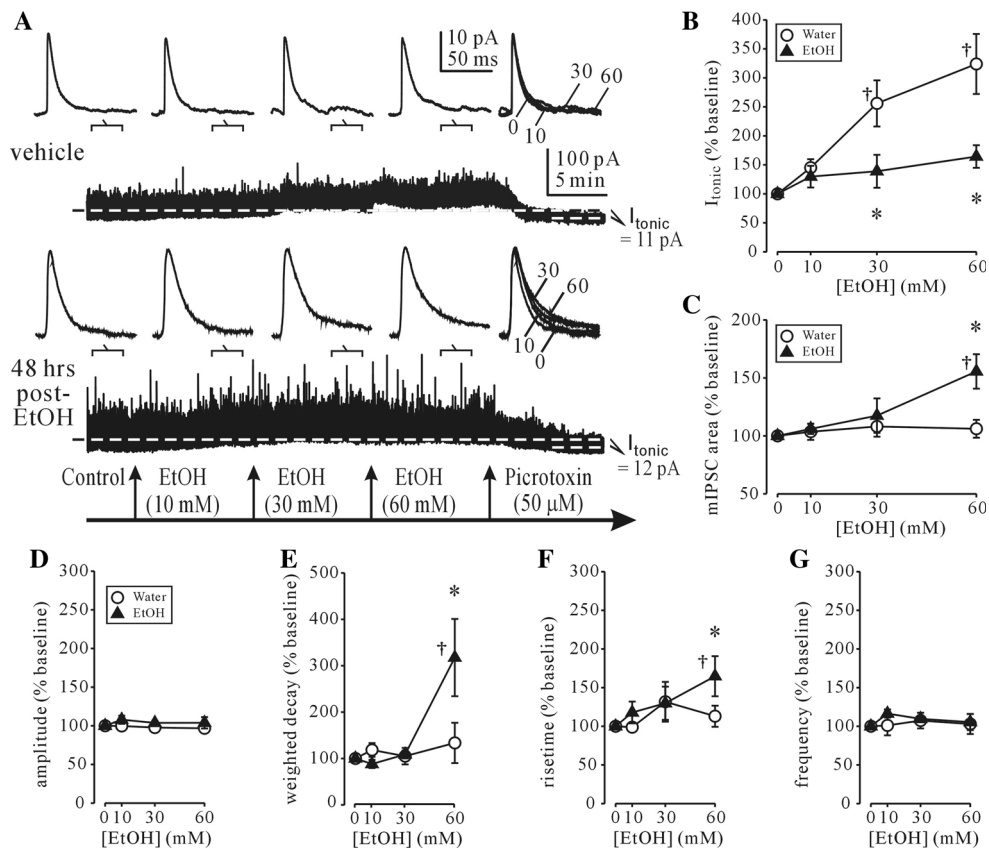 A
10 pA
50 ms
30
60
0
10
vehicle
100 pA
5 min
Itonic
= 11 pA
30
60
10
0
48 hrs
post-
EtOH
Itonic
= 12 pA
Control
EtOH
(10 mM)
EtOH
(30 mM)
EtOH
(60 mM)
Picrotoxin
(50 μM)
B
Water
EtOH
Itonic (% baseline)
400
350
300
250
200
150
100
50
0
†
†
*
*
0
10
30
60
[EtOH] (mM)
C
Water
EtOH
mIPSC area (% baseline)
200
150
100
50
*
†
0
10
30
60
[EtOH] (mM)
D
Water
EtOH
amplitude (% baseline)
300
250
200
150
100
50
0
0 10 30 60
[EtOH] (mM)
E
weighted decay (% baseline)
500
400
300
200
100
0
*
†
0 10 30 60
[EtOH] (mM)
F
risetime (% baseline)
300
250
200
150
100
50
0
*
†
0 10 30 60
[EtOH] (mM)
G
frequency (% baseline)
300
250
200
150
100
50
0
0 10 30 60
[EtOH] (mM)